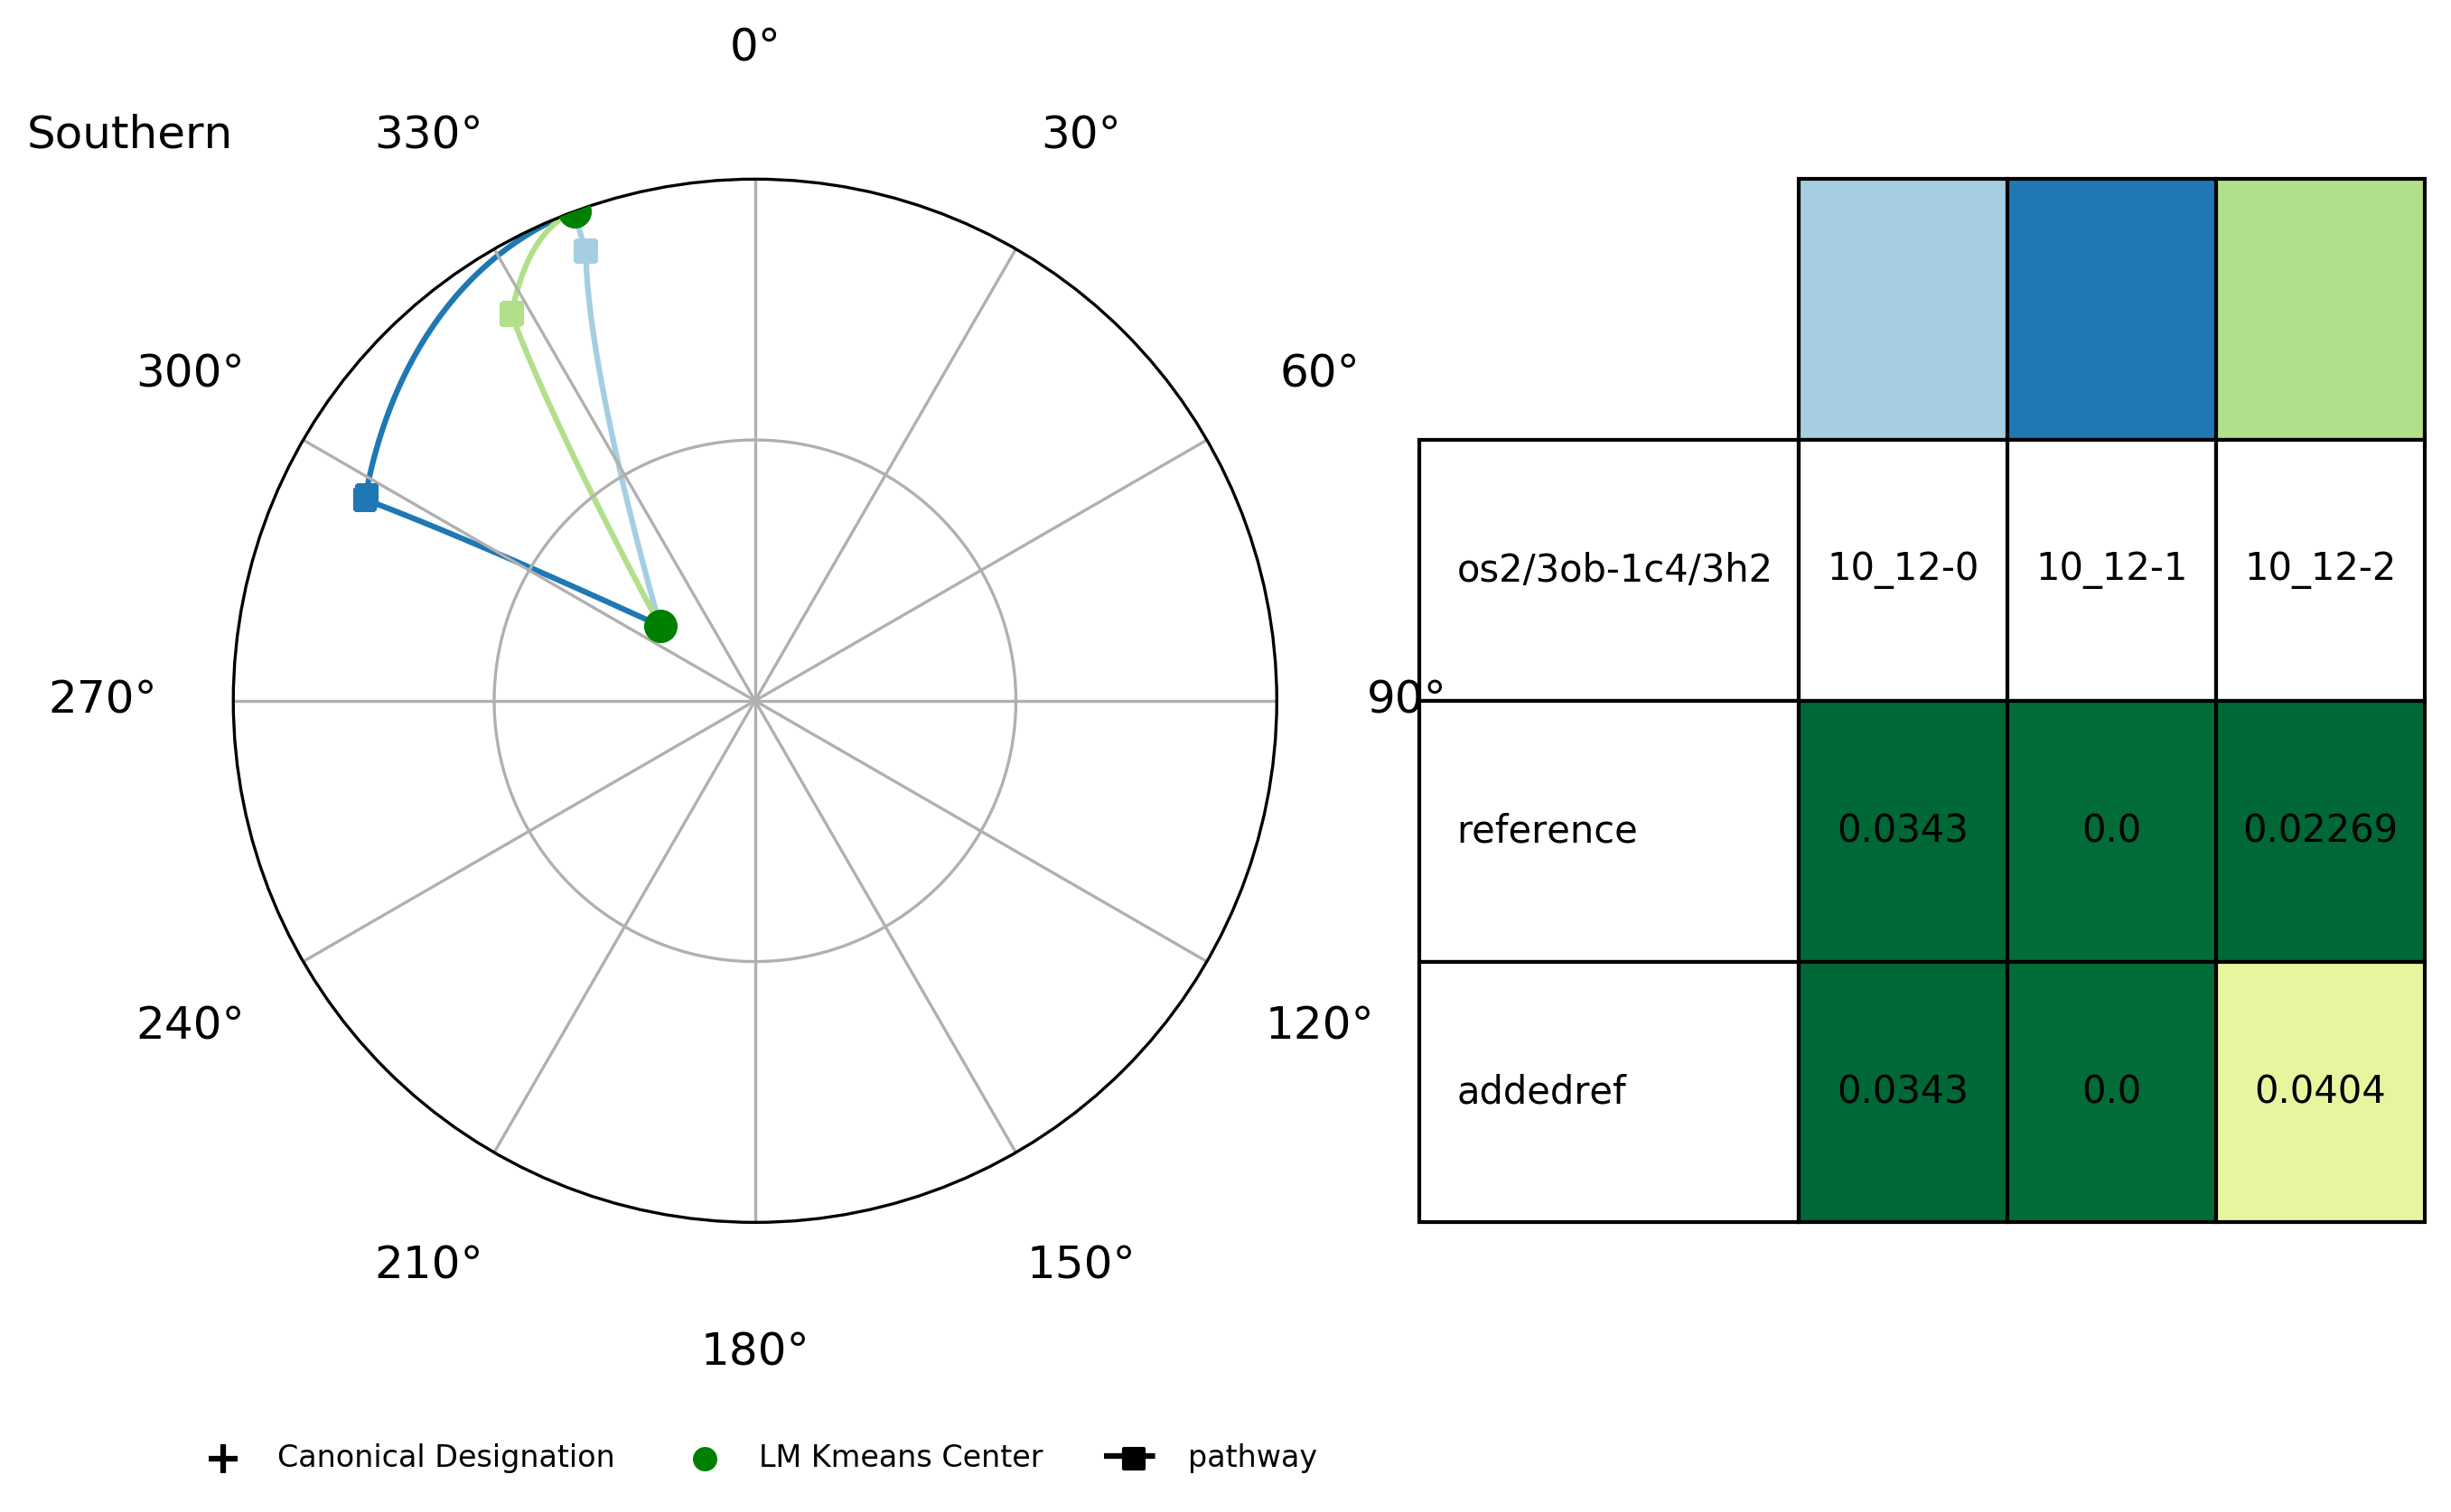 0°
Southern
330°
30°
300°
60°
270°
90°
240°
120°
210°
150°
180°
os2/3ob-1c4/3h2 10_12-0 10_12-1 10_12-2
reference 0.0343 0.0 0.02269
addedref 0.0343 0.0 0.0404
Canonical Designation LM Kmeans Center pathway